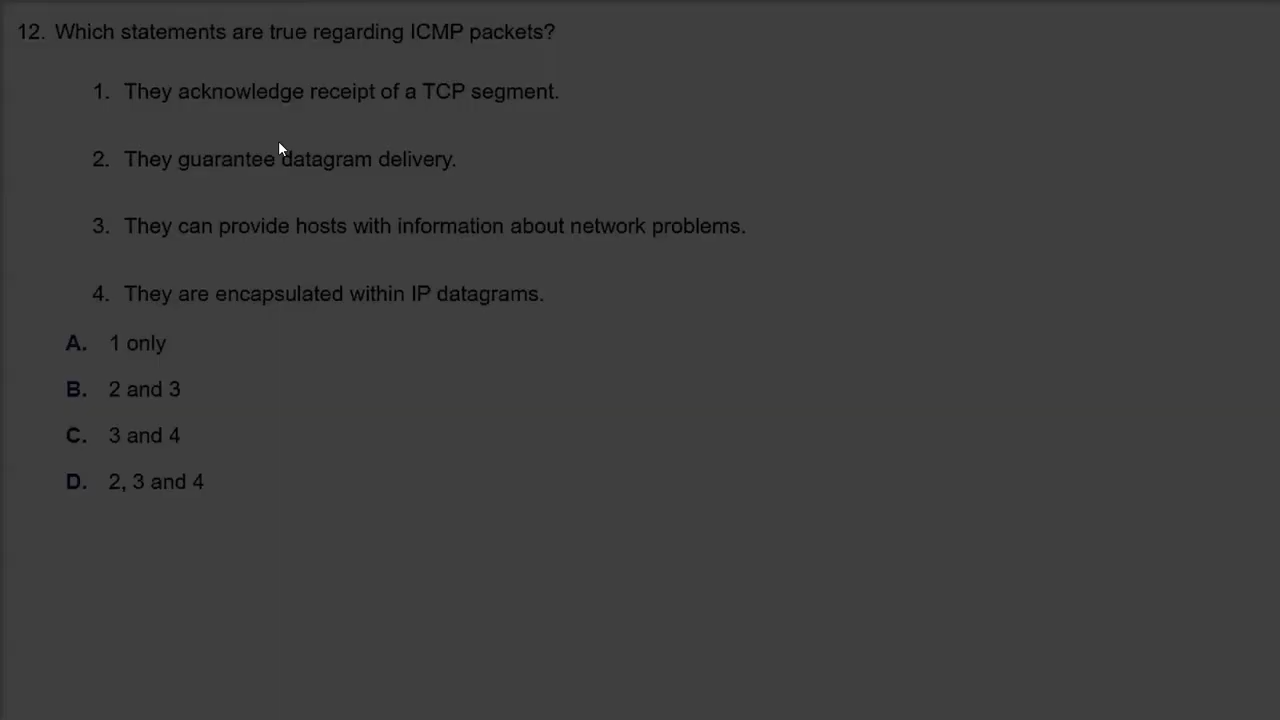 12. Which statements are true regarding ICMP packets?
1. They acknowledge receipt of a TCP segment.
2. They guarantee datagram delivery.
3. They can provide hosts with information about network problems.
4. They are encapsulated within IP datagrams.
A. 1 only
B. 2 and 3
C. 3 and 4
D. 2, 3 and 4